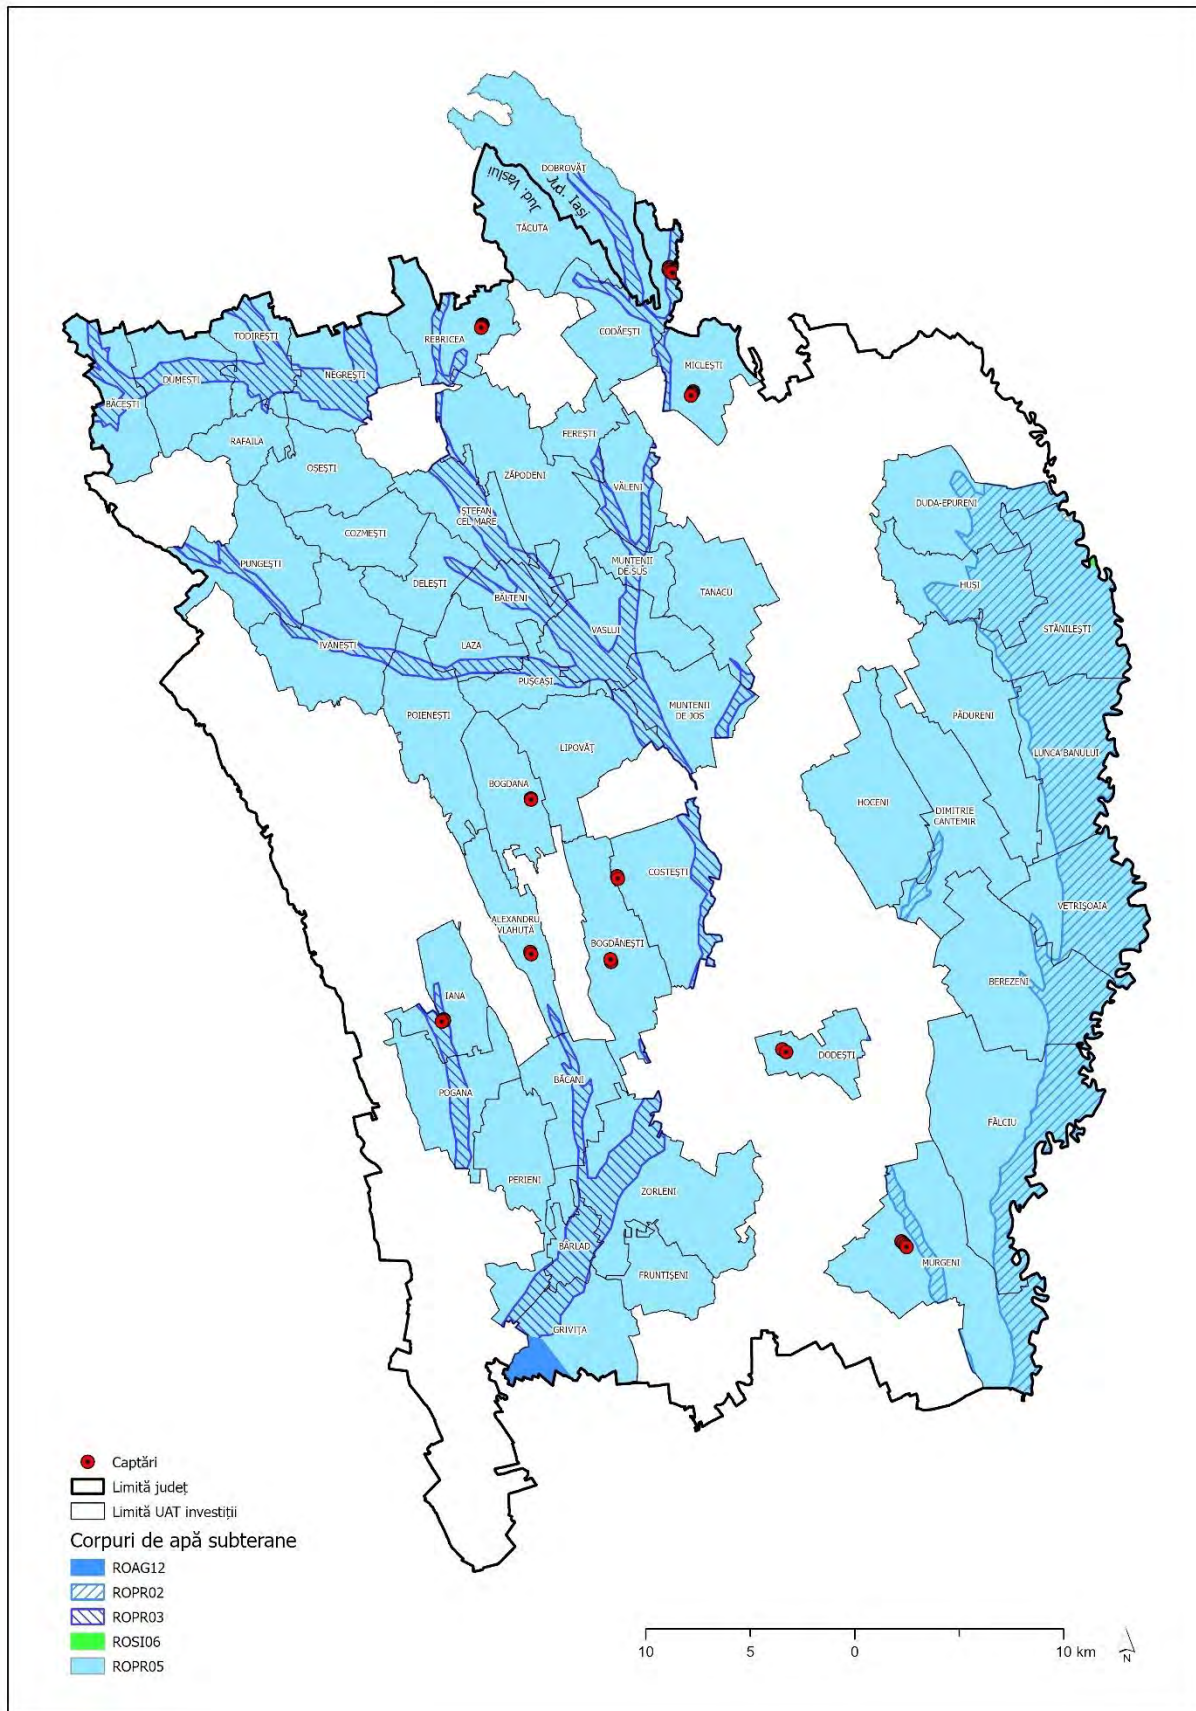 DOBROVĂȚ
Jud. Iași
Jud. Vaslui
TĂCUTA
TODIREȘTI
REBRICEA
CODĂEȘTI
MICLEȘTI
DUMEȘTI
NEGREȘTI
BĂCEȘTI
RAFAILA
FEREȘTI
OȘEȘTI
ZĂPODENI
VĂLENI
DUDA-EPURENI
ȘTEFAN
CEL MARE
COZMEȘTI
PUNGEȘTI
MUNTENII
DE SUS
DELEȘTI
HUȘI
TANACU
BĂLTENI
STĂNILEȘTI
VASLUI
IVĂNEȘTI
LAZA
PUȘCAȘI
POIENEȘTI
MUNTENII
DE JOS
PĂDURENI
LIPOVĂȚ
LUNCA BANULUI
BOGDANA
HOCENI
DIMITRIE
CANTEMIR
COSTEȘTI
VETRIȘOAIA
ALEXANDRU
VLAHUȚĂ
BOGDĂNEȘTI
BEREZENI
IANA
DODEȘTI
BĂCANI
POGANA
FĂLCIU
PERIENI
ZORLENI
BÂRLAD
MURGENI
FRUNTIȘENI
GRIVIȚA
Captări
Limită județ
Limită UAT investiții
Corpuri de apă subterane
ROAG12
ROPR02
ROPR03
ROSI06
ROPR05
10 5 0 10 km
N